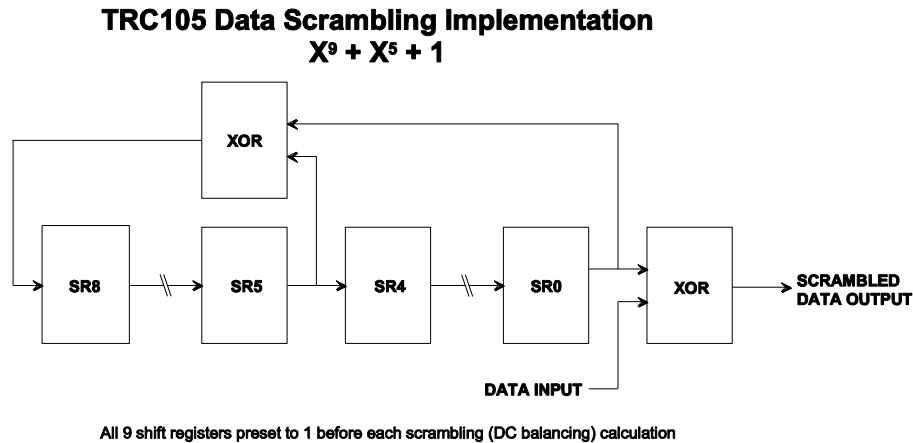 TRC105 Data Scrambling Implementation
X⁹ + X⁵ + 1
XOR
SR8
SR5
SR4
SR0
XOR
SCRAMBLED
DATA OUTPUT
DATA INPUT
All 9 shift registers preset to 1 before each scrambling (DC balancing) calculation